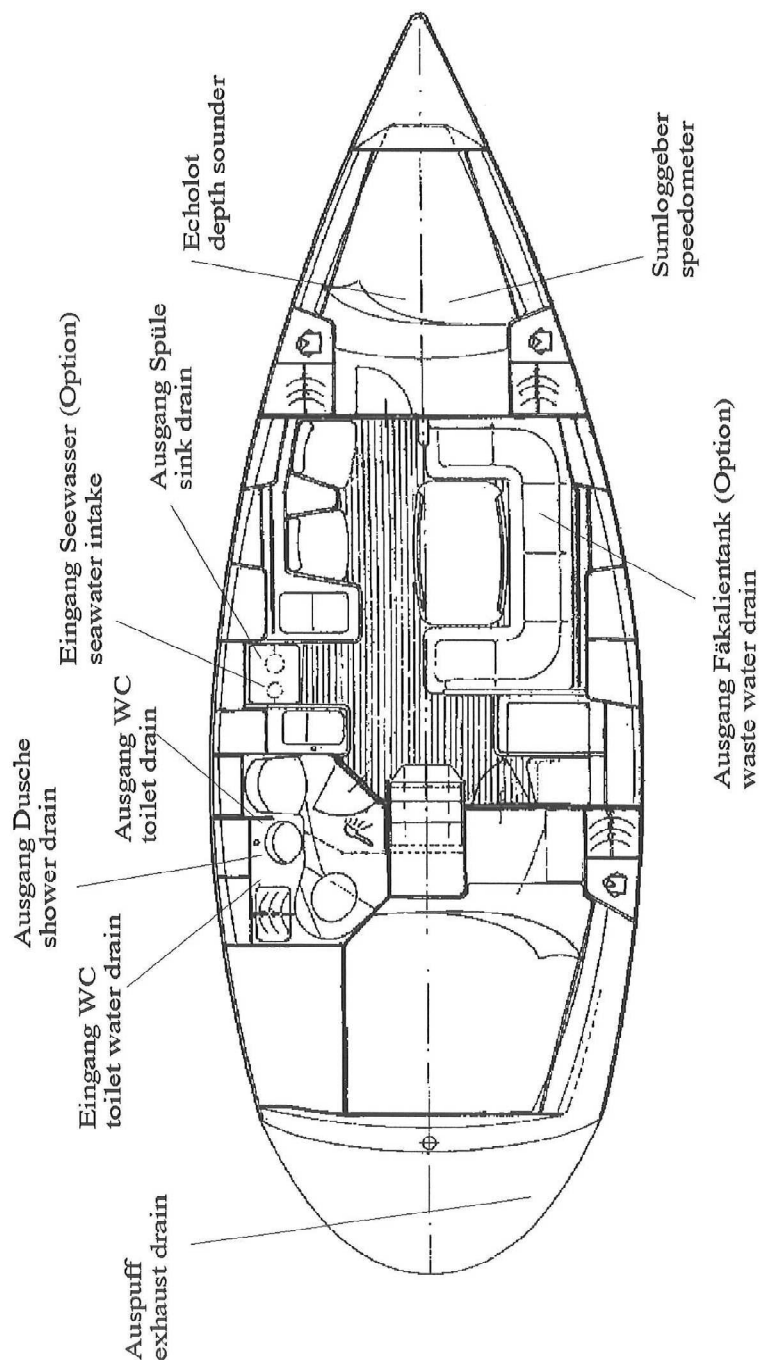 Auspuff
exhaust drain
Eingang WC
toilet water drain
Ausgang Dusche
shower drain
Ausgang WC
toilet drain
Eingang Seewasser (Option)
seawater intake
Ausgang Spüle
sink drain
Echolot
depth sounder
Sumloggeber
speedometer
Ausgang Fäkalientank (Option)
waste water drain